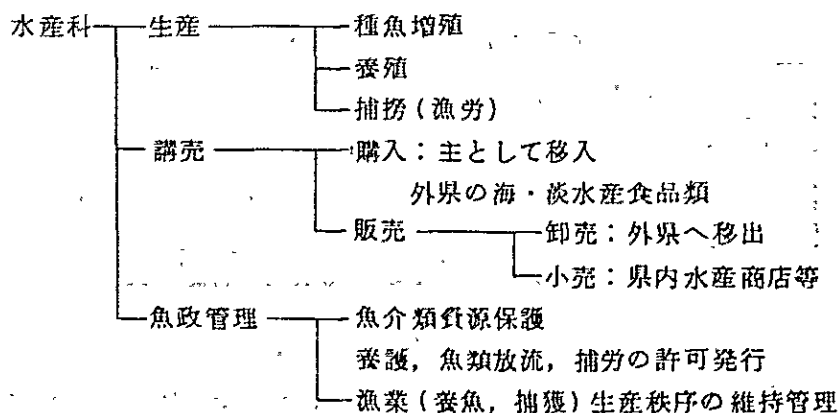 水産科 生産 種魚増殖
養殖
捕撈(漁労)
講売 購入:主として移入
外県の海・淡水産食品類
販売 卸売:外県へ移出
小売:県内水産商店等
魚政管理 魚介類資源保護
養護,魚類放流,捕労の許可発行
漁業(養魚,捕獲)生産秩序の維持管理